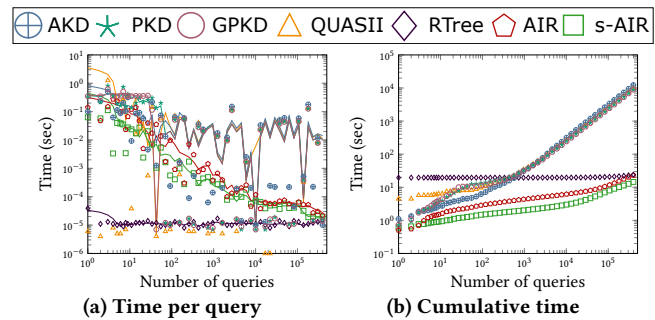 AKD PKD GPKD QUASII RTree AIR s-AIR
Time (sec)
10^1
10^0
10^-1
10^-2
10^-3
10^-4
10^-5
10^-6
10^0 10^1 10^2 10^3 10^4 10^5
Number of queries
(a) Time per query
Time (sec)
10^5
10^4
10^3
10^2
10^1
10^0
10^-1
10^-2
10^0 10^1 10^2 10^3 10^4 10^5
Number of queries
(b) Cumulative time